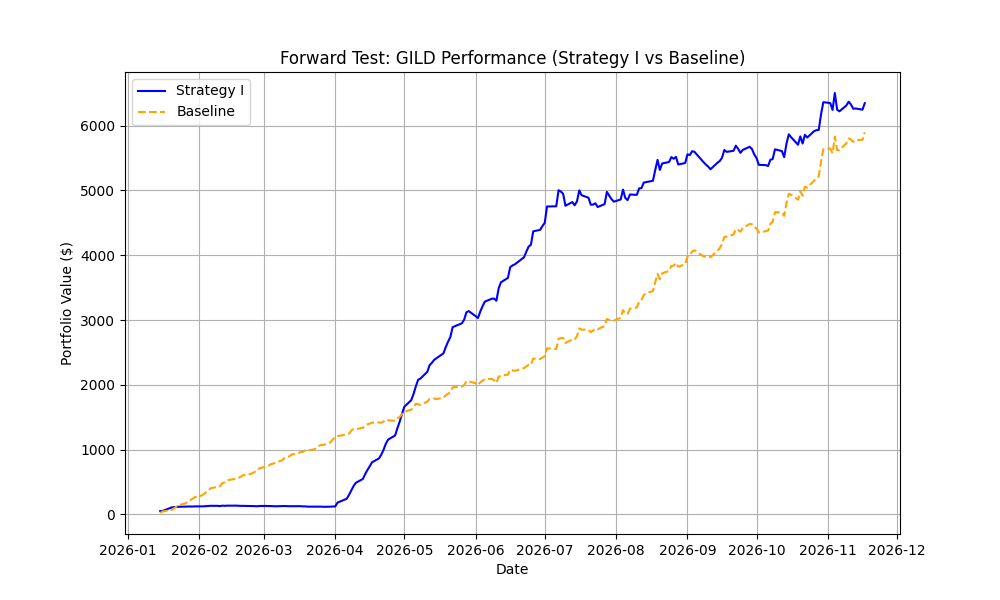 Forward Test: GILD Performance (Strategy I vs Baseline)
Strategy I
Baseline
Portfolio Value ($)
6000
5000
4000
3000
2000
1000
0
2026-01 2026-02 2026-03 2026-04 2026-05 2026-06 2026-07 2026-08 2026-09 2026-10 2026-11 2026-12
Date